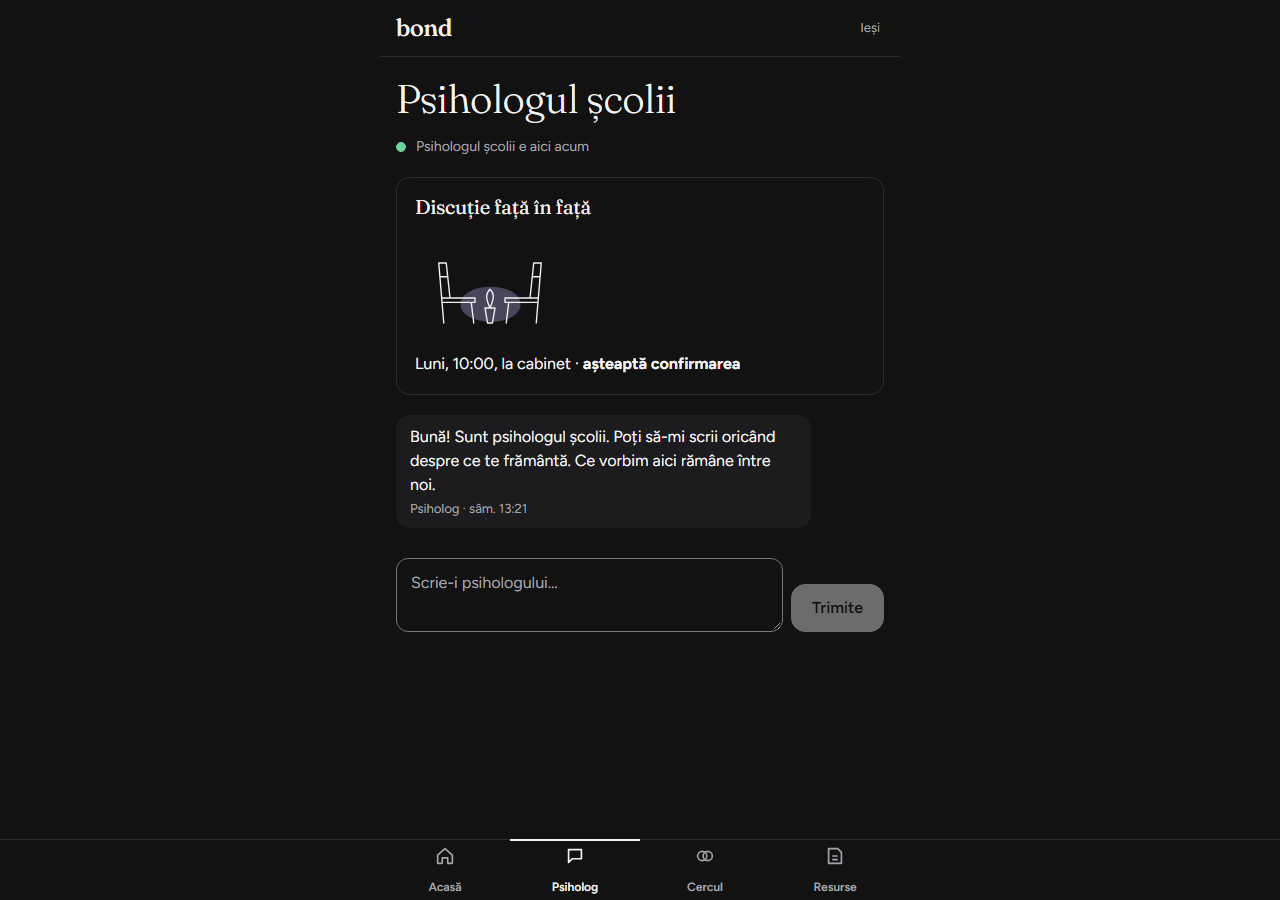 bond
Ieși
Psihologul școlii
Psihologul școlii e aici acum
Discuție față în față
Luni, 10:00, la cabinet · așteaptă confirmarea
Bună! Sunt psihologul școlii. Poți să-mi scrii oricând
despre ce te frământă. Ce vorbim aici rămâne între
noi.
Psiholog · sâm. 13:21
Scrie-i psihologului…
Trimite
Acasă
Psiholog
Cercul
Resurse